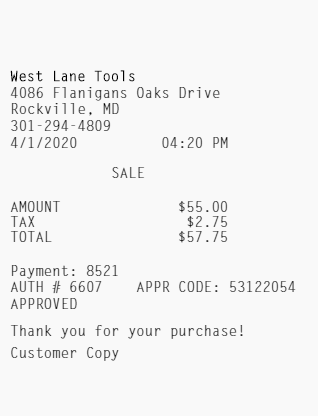 West Lane Tools
4086 Flanigans Oaks Drive
Rockville, MD
301-294-4809
4/1/2020 04:20 PM
SALE
AMOUNT $55.00
TAX $2.75
TOTAL $57.75
Payment: 8521
AUTH # 6607 APPR CODE: 53122054
APPROVED
Thank you for your purchase!
Customer Copy